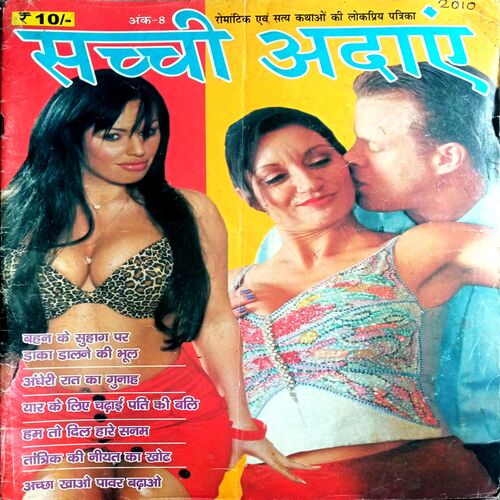 ₹ 10/-
अंक-8
रोमांटिक एवं सत्य कथाओं की लोकप्रिय पत्रिका
2010
सच्ची अदाएं
बहन के सुहाग पर
डाका डालने की भूल
अंधेरी रात का गुनाह
यार के लिए चढ़ाई पति की बलि
हम तो दिल हारे सनम
तांत्रिक की नीयत का खोट
अच्छा खाओ पावर बढ़ाओ